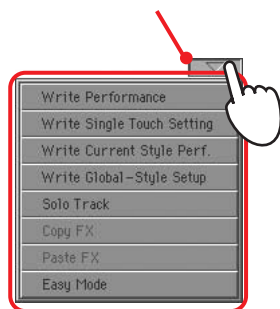 Write Performance
Write Single Touch Setting
Write Current Style Perf.
Write Global-Style Setup
Solo Track
Copy FX
Paste FX
Easy Mode